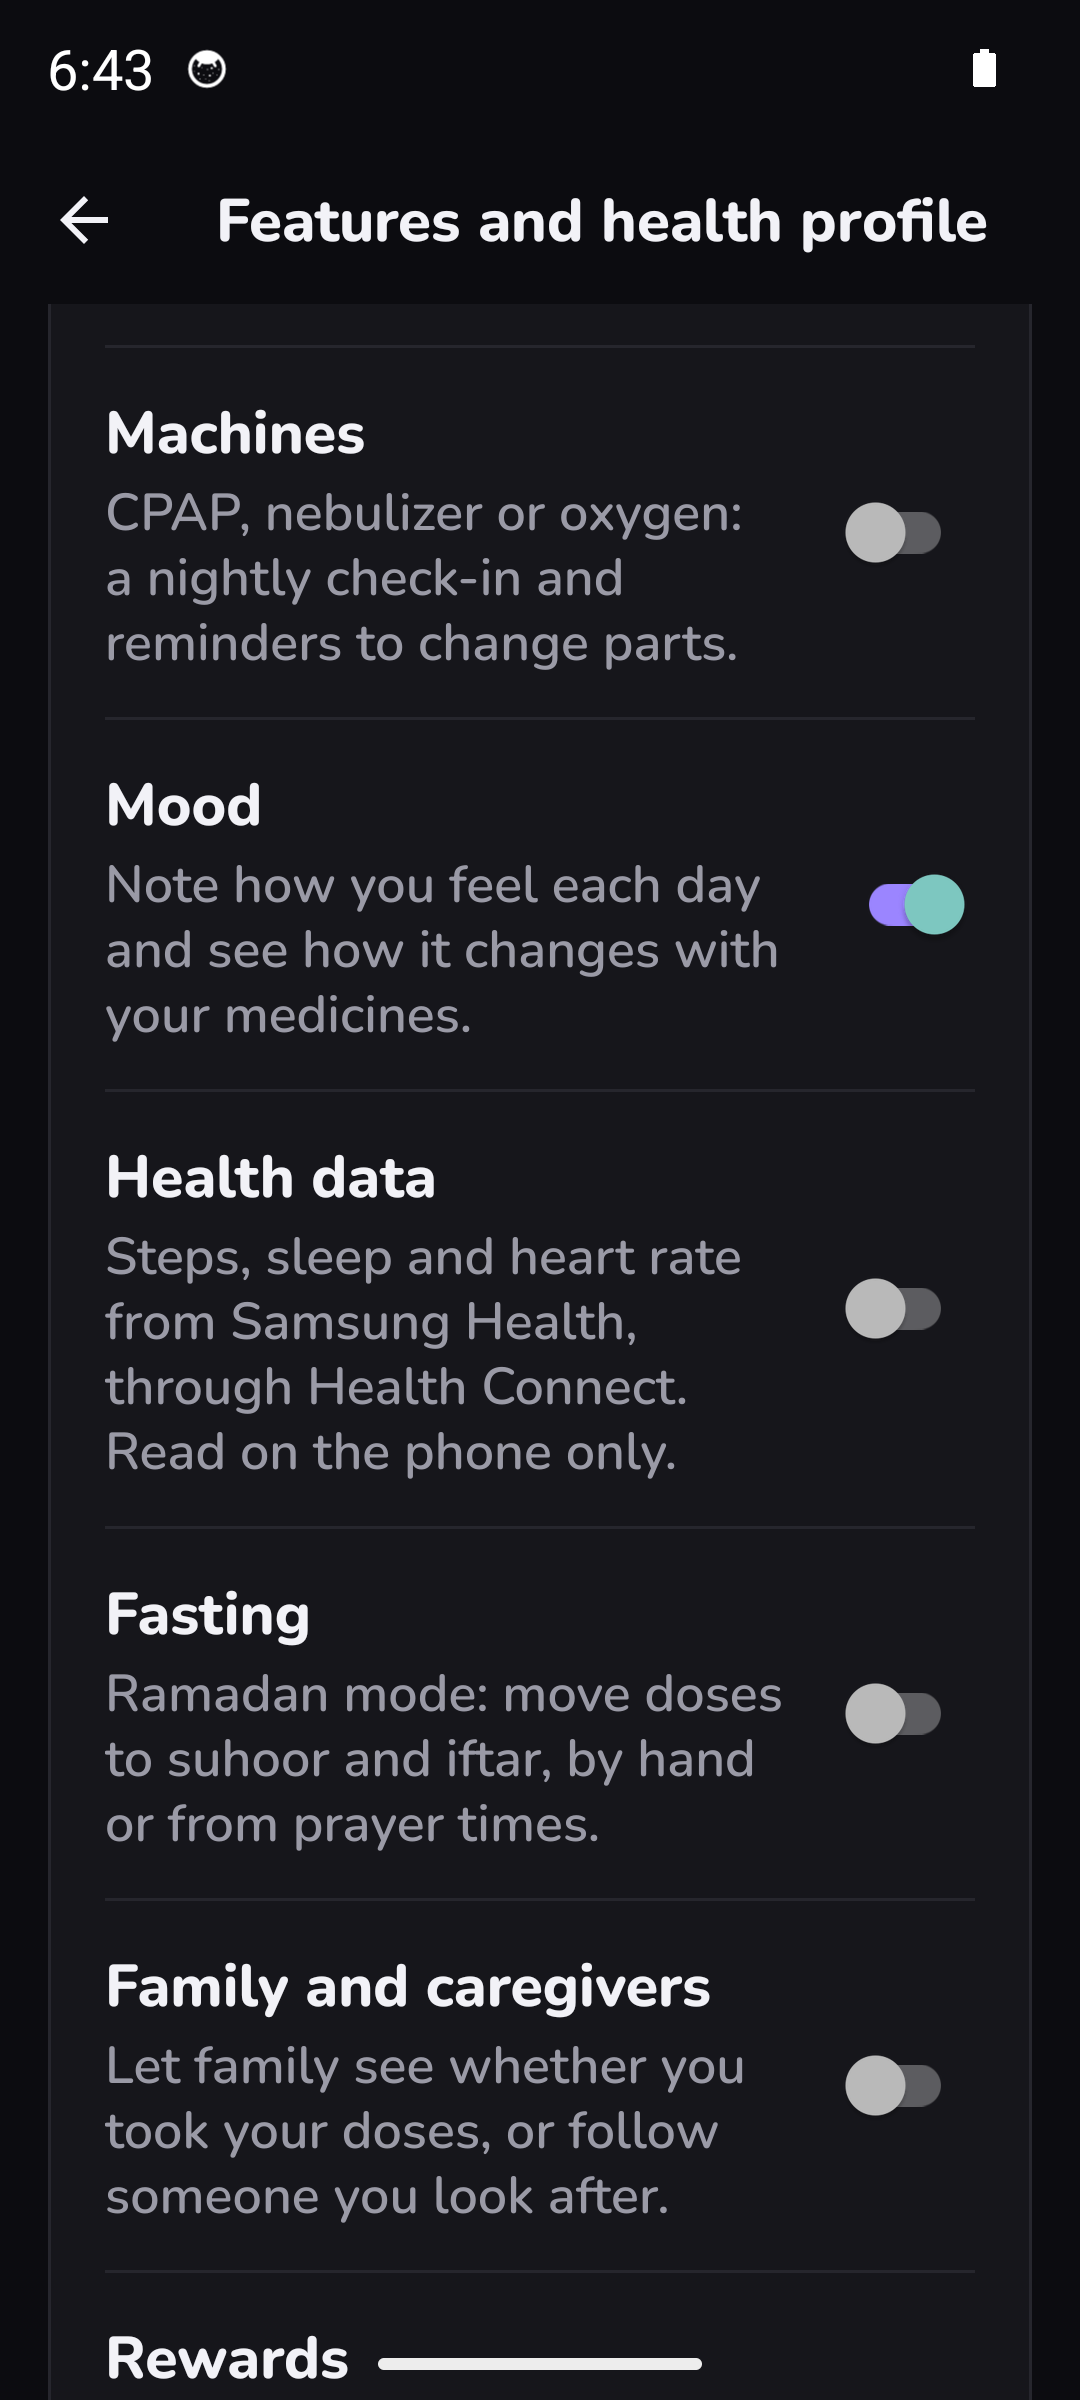 6:43
Features and health profile
Machines
CPAP, nebulizer or oxygen:
a nightly check-in and
reminders to change parts.
Mood
Note how you feel each day
and see how it changes with
your medicines.
Health data
Steps, sleep and heart rate
from Samsung Health,
through Health Connect.
Read on the phone only.
Fasting
Ramadan mode: move doses
to suhoor and iftar, by hand
or from prayer times.
Family and caregivers
Let family see whether you
took your doses, or follow
someone you look after.
Rewards